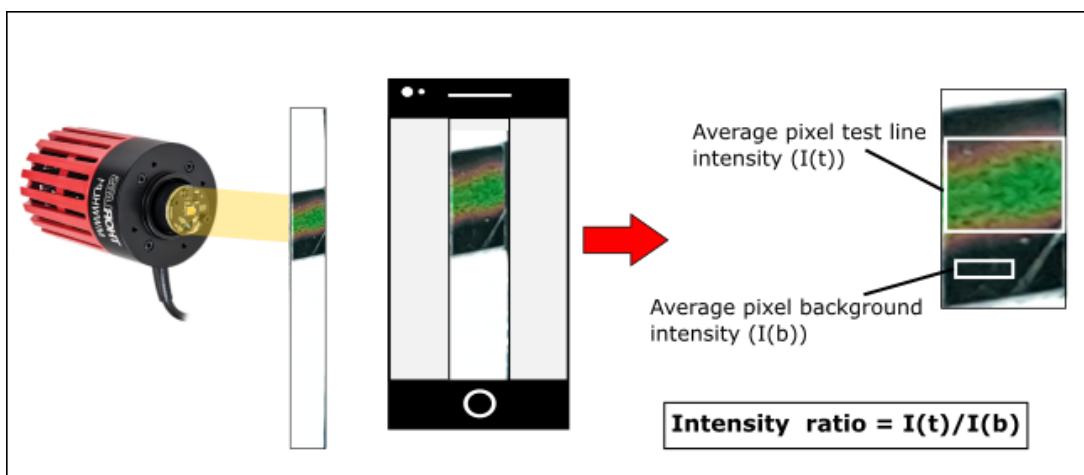 Average pixel test line
intensity (I(t))
Average pixel background
intensity (I(b))
Intensity ratio = I(t)/I(b)